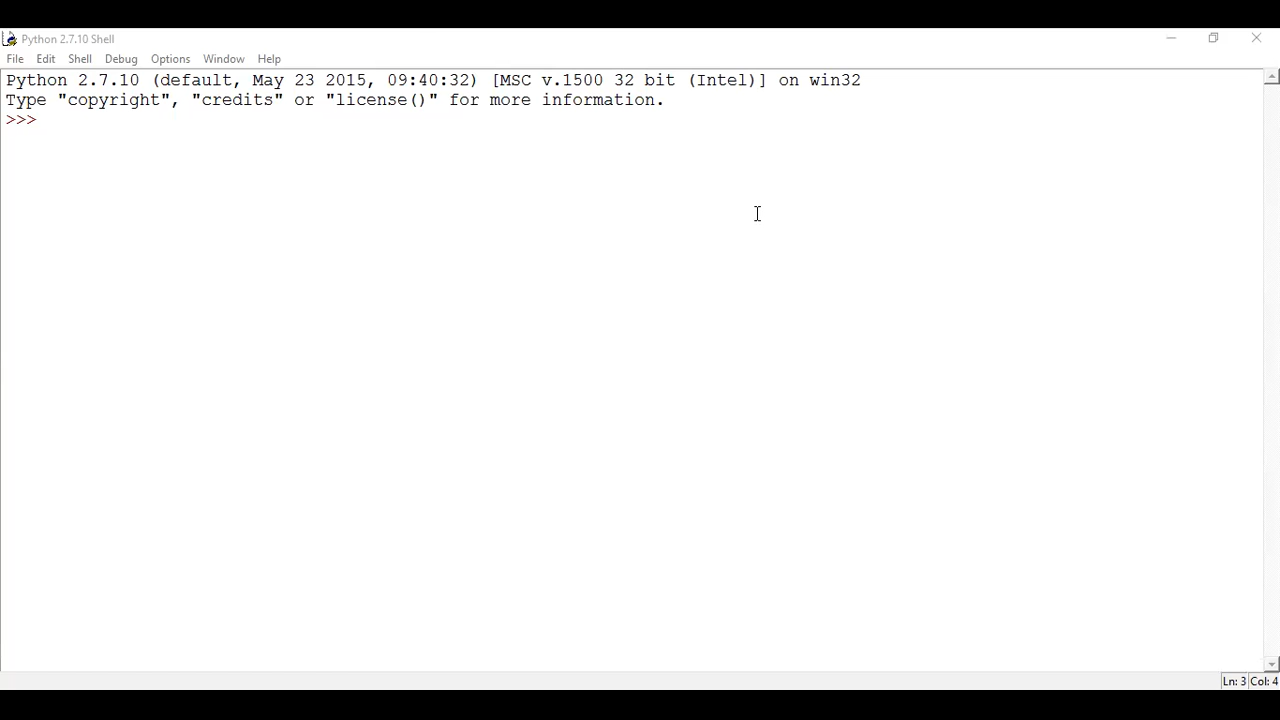 Python 2.7.10 Shell
File Edit Shell Debug Options Window Help
Python 2.7.10 (default, May 23 2015, 09:40:32) [MSC v.1500 32 bit (Intel)] on win32
Type "copyright", "credits" or "license()" for more information.
>>>
Ln: 3 Col: 4